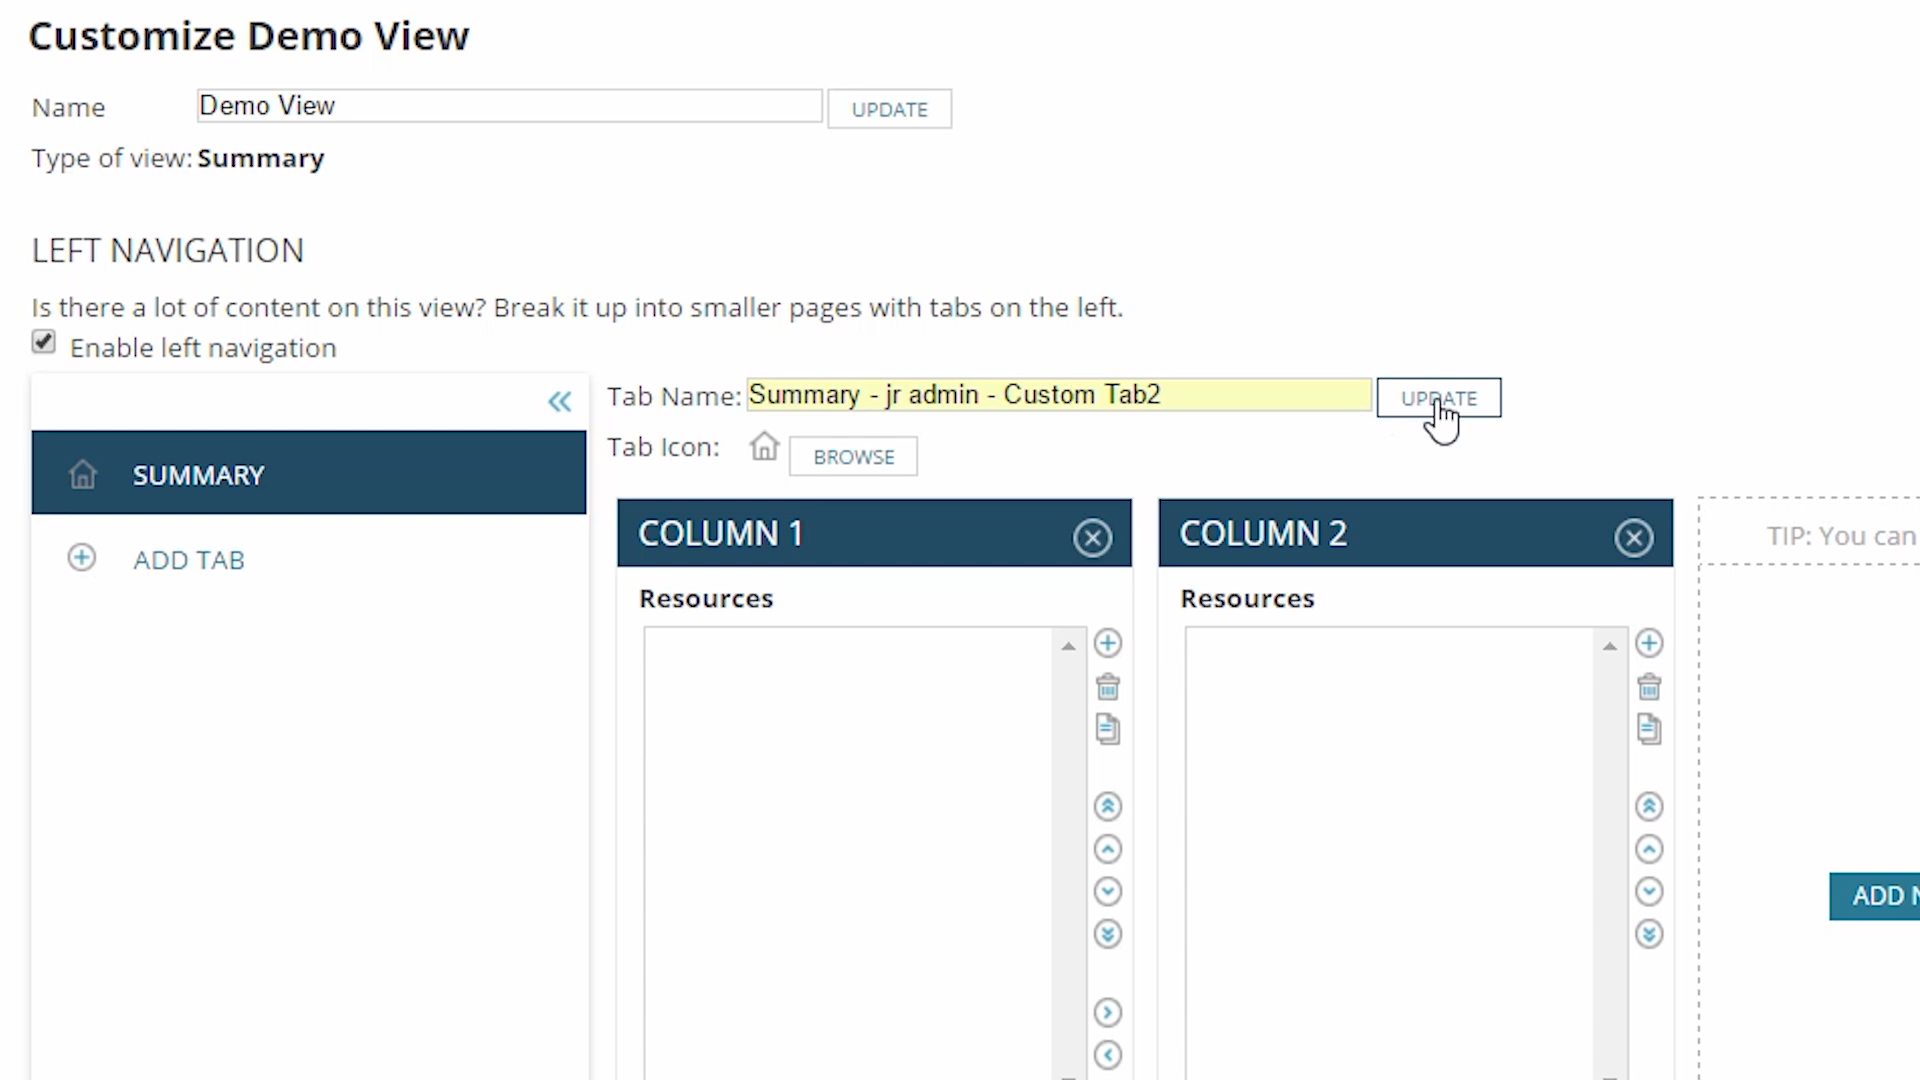 Customize Demo View
Name Demo View UPDATE
Type of view: Summary
LEFT NAVIGATION
Is there a lot of content on this view? Break it up into smaller pages with tabs on the left.
Enable left navigation
Tab Name: Summary - jr admin - Custom Tab2 UPDATE
Tab Icon: BROWSE
SUMMARY
ADD TAB
COLUMN 1
Resources
COLUMN 2
Resources
TIP: You can
ADD